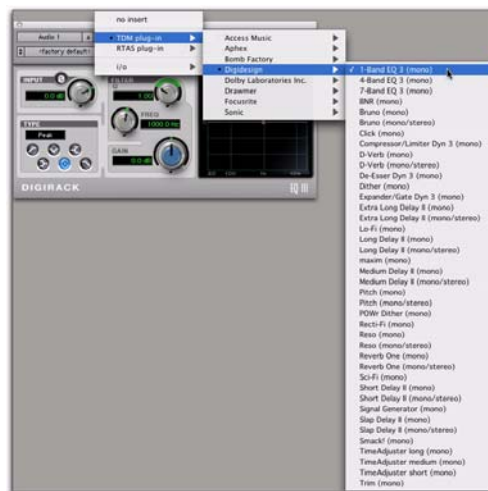 no insert
TDM plug-in
RTAS plug-in
i/o
Access Music
Aphex
Bomb Factory
Digidesign
Dolby Laboratories Inc.
Drawmer
Focusrite
Sonic
✓ 1-Band EQ 3 (mono)
4-Band EQ 3 (mono)
7-Band EQ 3 (mono)
BNR (mono)
Bruno (mono)
Bruno (mono/stereo)
Click (mono)
Compressor/Limiter Dyn 3 (mono)
D-Verb (mono)
D-Verb (mono/stereo)
De-Esser Dyn 3 (mono)
Dither (mono)
Expander/Gate Dyn 3 (mono)
Extra Long Delay II (mono)
Extra Long Delay II (mono/stereo)
Lo-Fi (mono)
Long Delay II (mono)
Long Delay II (mono/stereo)
maxim (mono)
Medium Delay II (mono)
Medium Delay II (mono/stereo)
Pitch (mono)
Pitch (mono/stereo)
POWr Dither (mono)
Recti-Fi (mono)
Reso (mono)
Reso (mono/stereo)
Reverb One (mono)
Reverb One (mono/stereo)
Sci-Fi (mono)
Short Delay II (mono)
Short Delay II (mono/stereo)
Signal Generator (mono)
Slap Delay II (mono)
Slap Delay II (mono/stereo)
Smack! (mono)
TimeAdjuster long (mono)
TimeAdjuster medium (mono)
TimeAdjuster short (mono)
Trim (mono)
Audio 1 a
<factory default>
INPUT
0.0 dB
TYPE
Peak
FILTER
Q
1.00
FREQ
1000.0 Hz
GAIN
0.0 dB
DIGIRACK
EQ III